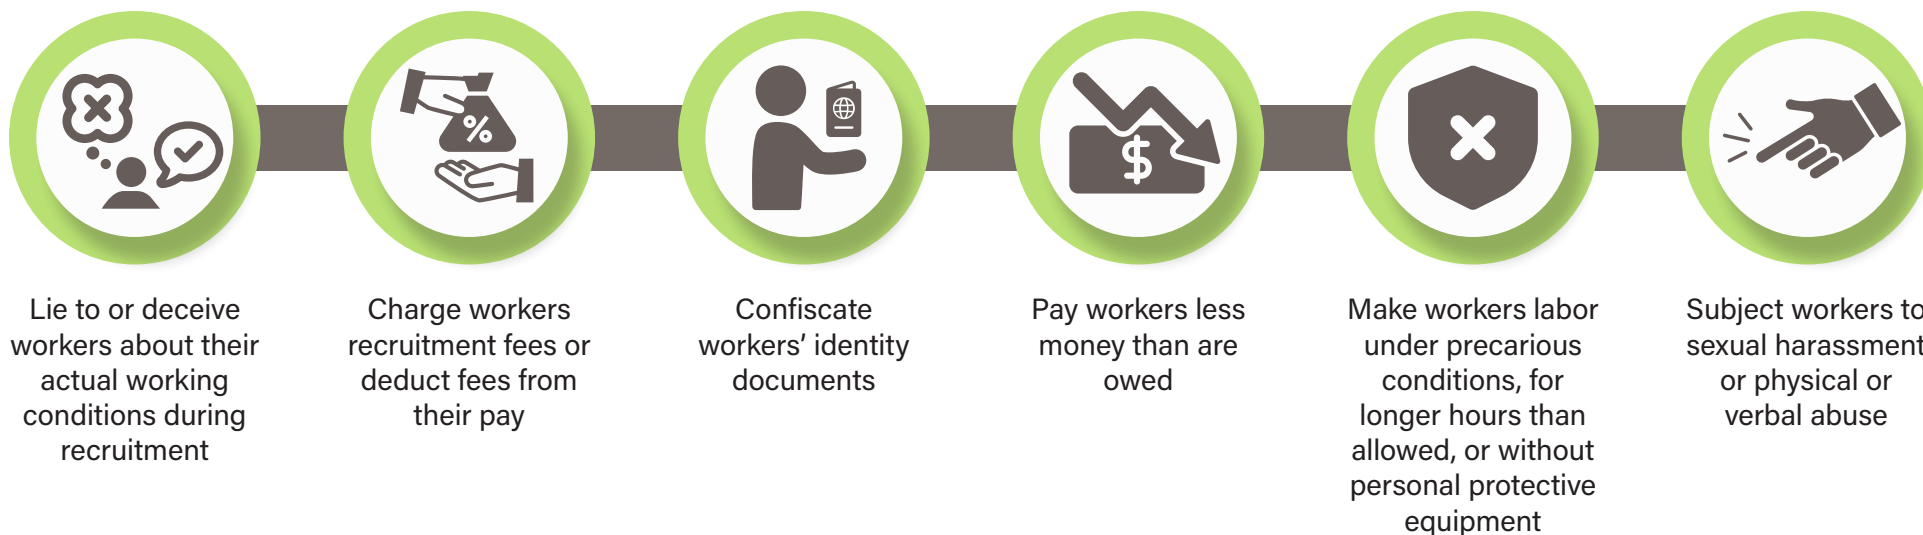 Lie to or deceive
workers about their
actual working
conditions during
recruitment
Charge workers
recruitment fees or
deduct fees from
their pay
Confiscate
workers’ identity
documents
Pay workers less
money than are
owed
Make workers labor
under precarious
conditions, for
longer hours than
allowed, or without
personal protective
equipment
Subject workers to
sexual harassment
or physical or
verbal abuse
%
$